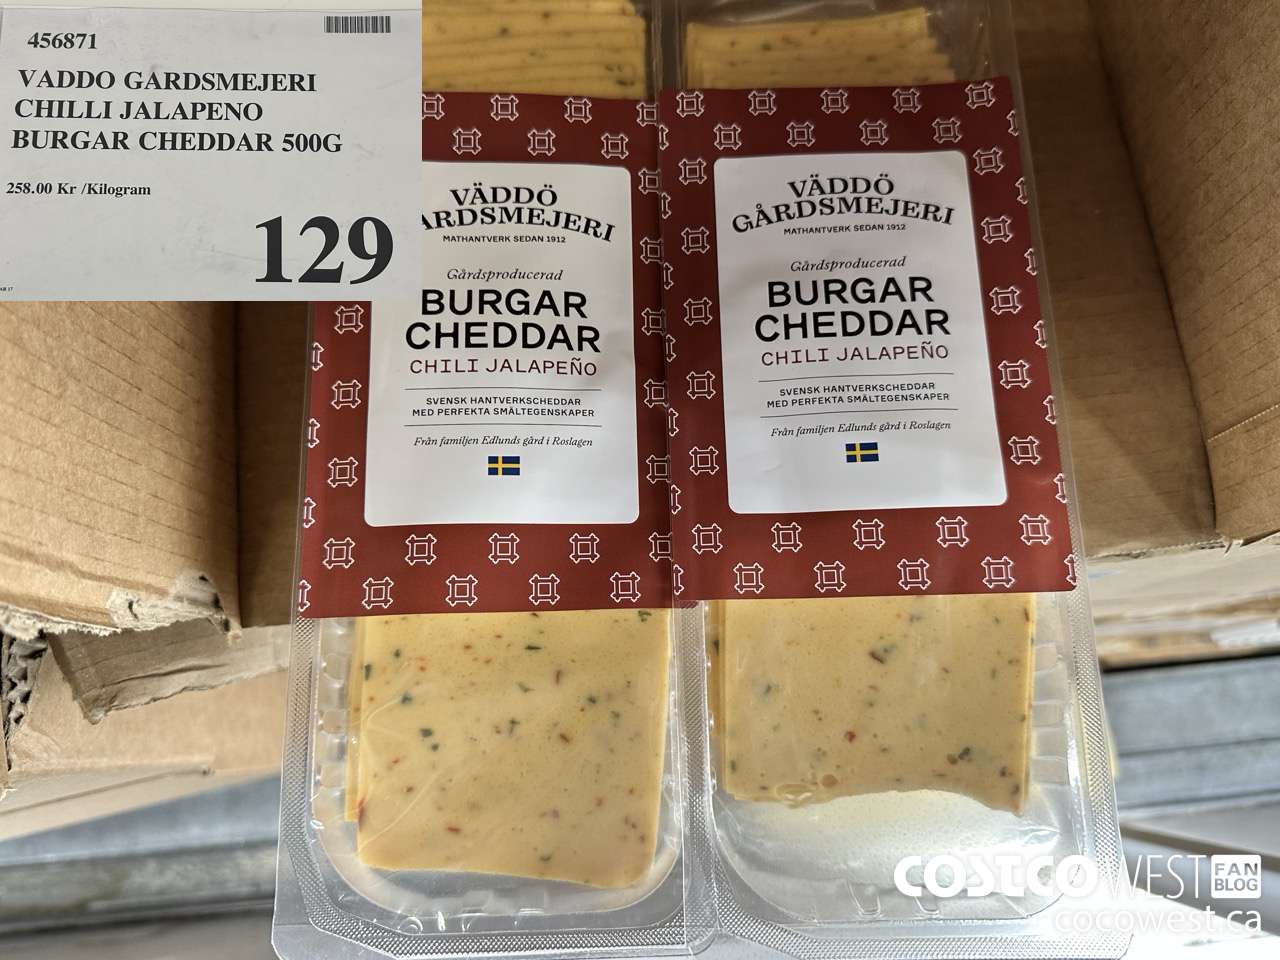 456871
VADDO GARDSMEJERI
CHILLI JALAPENO
BURGAR CHEDDAR 500G
258.00 Kr /Kilogram
129
VÄDDÖ
ARDSMEJERI
MATHANTVERK SEDAN 1912
Gårdsproducerad
BURGAR
CHEDDAR
CHILI JALAPEÑO
SVENSK HANTVERKSCHEDDAR
MED PERFEKTA SMÄLTEGENSKAPER
Från familjen Edlunds gård i Roslagen
VÄDDÖ
GÅRDSMEJERI
MATHANTVERK SEDAN 1912
Gårdsproducerad
BURGAR
CHEDDAR
CHILI JALAPEÑO
SVENSK HANTVERKSCHEDDAR
MED PERFEKTA SMÄLTEGENSKAPER
Från familjen Edlunds gård i Roslagen
COSTCO WEST FAN BLOG
cocowest.ca